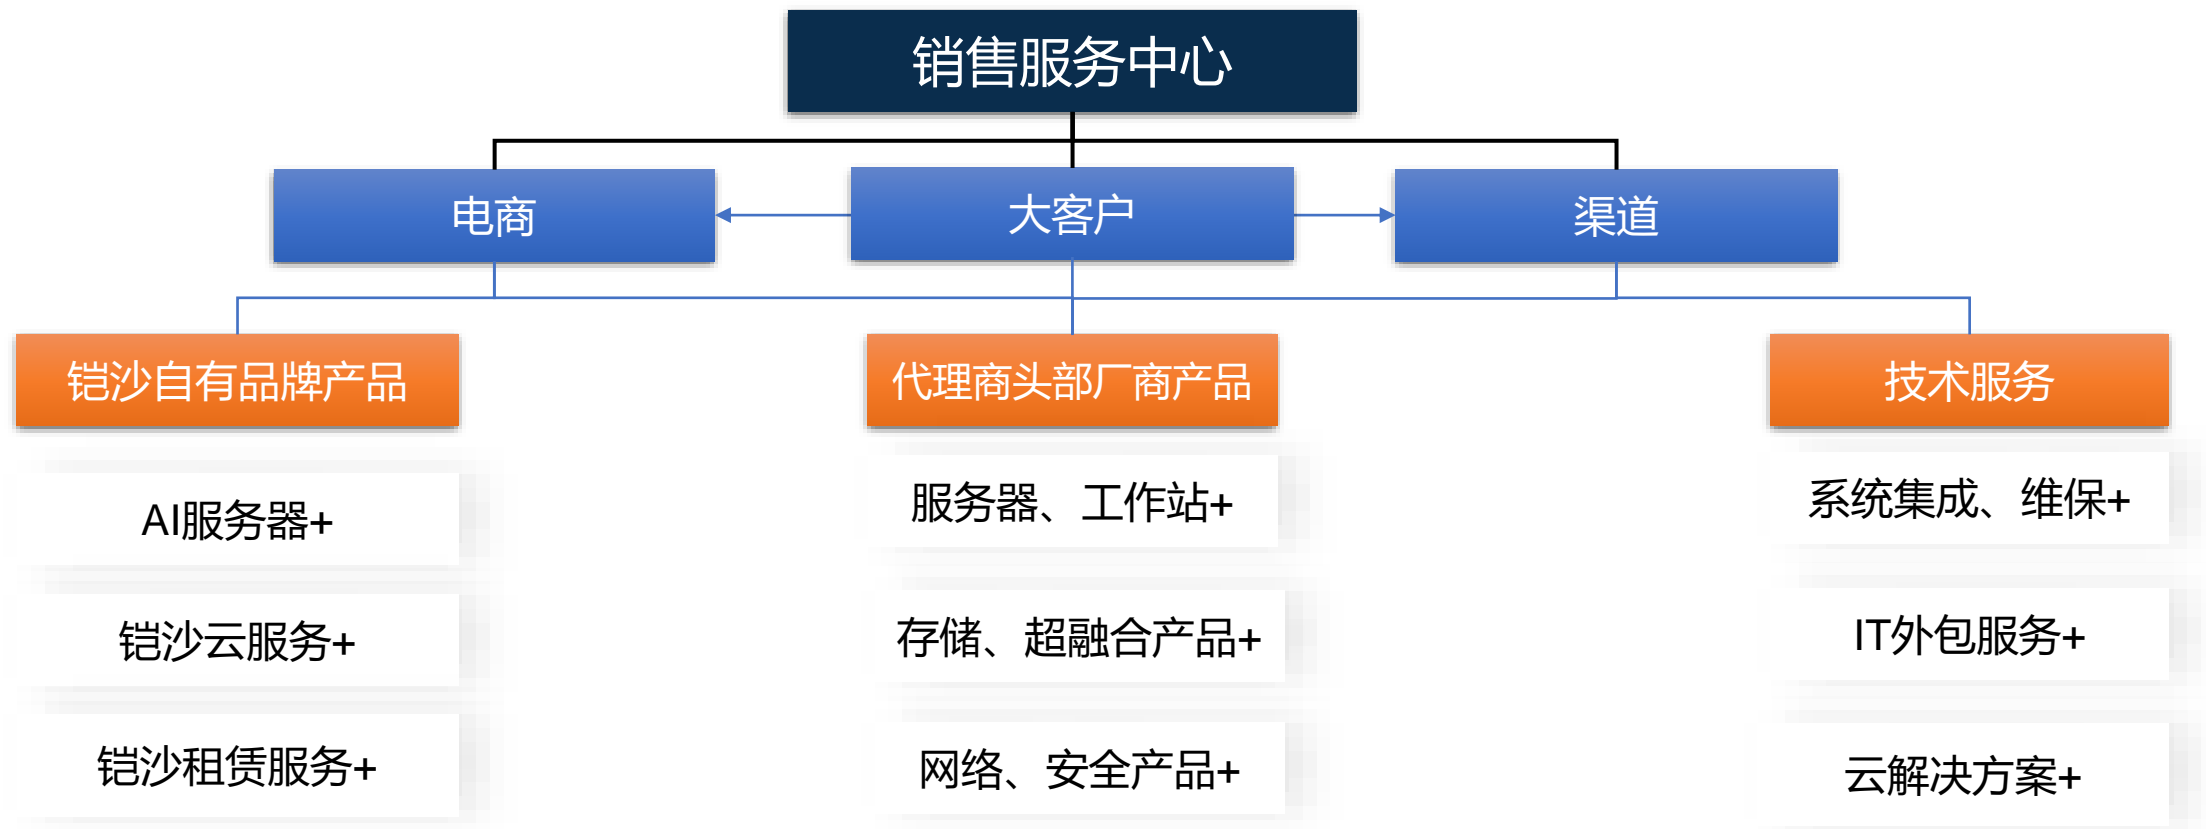 销售服务中心
电商
大客户
渠道
铠沙自有品牌产品
代理商头部厂商产品
技术服务
AI服务器+
服务器、工作站+
系统集成、维保+
铠沙云服务+
存储、超融合产品+
IT外包服务+
铠沙租赁服务+
网络、安全产品+
云解决方案+